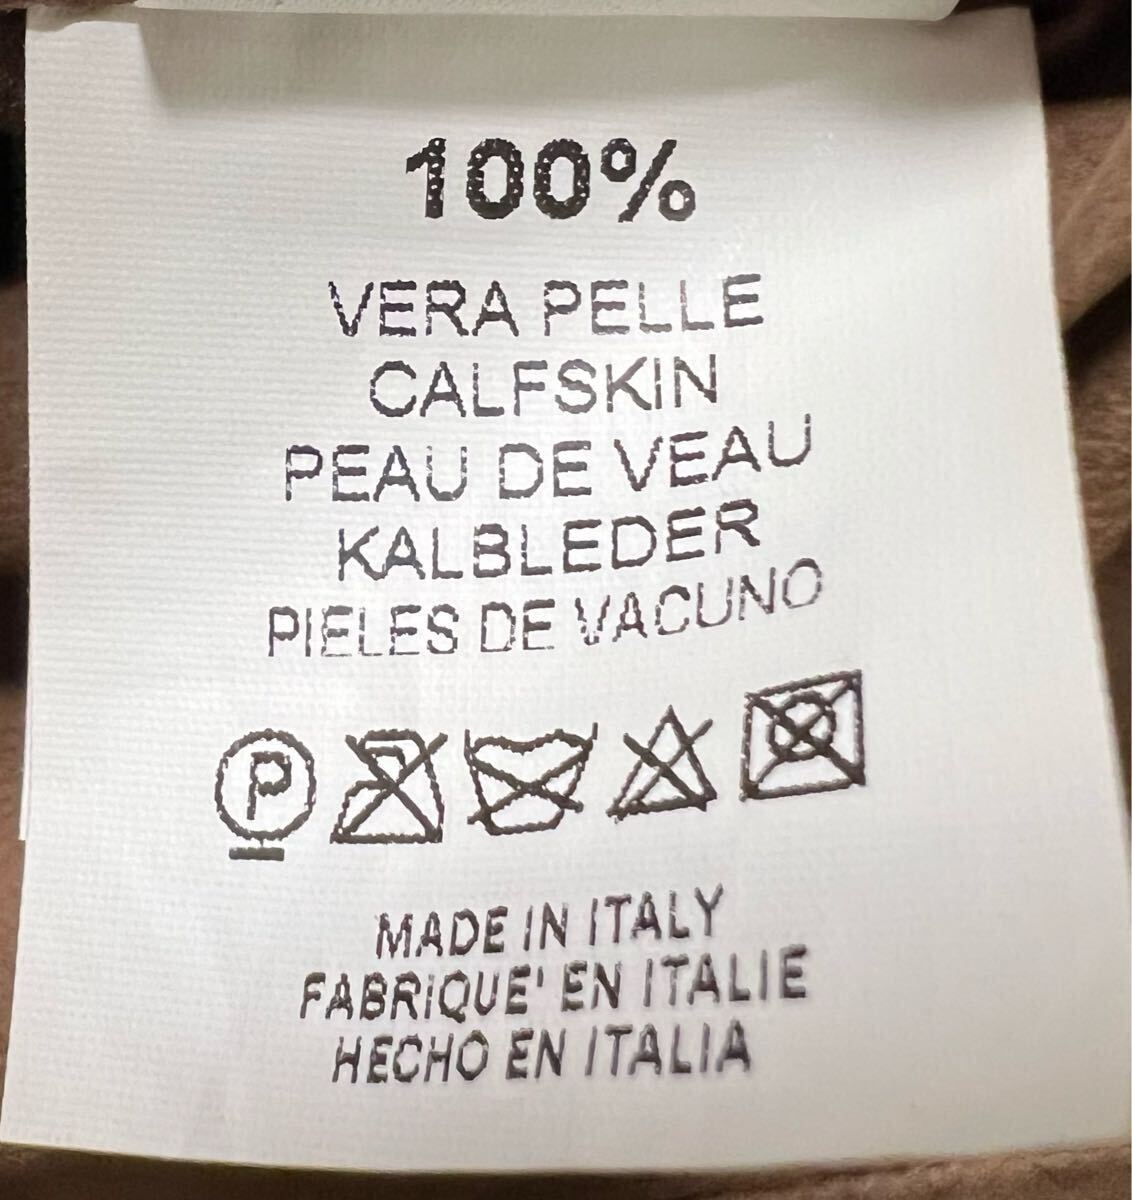 100%
VERA PELLE
CALFSKIN
PEAU DE VEAU
KALBLEDER
PIELES DE VACUNO
P
MADE IN ITALY
FABRIQUE' EN ITALIE
HECHO EN ITALIA